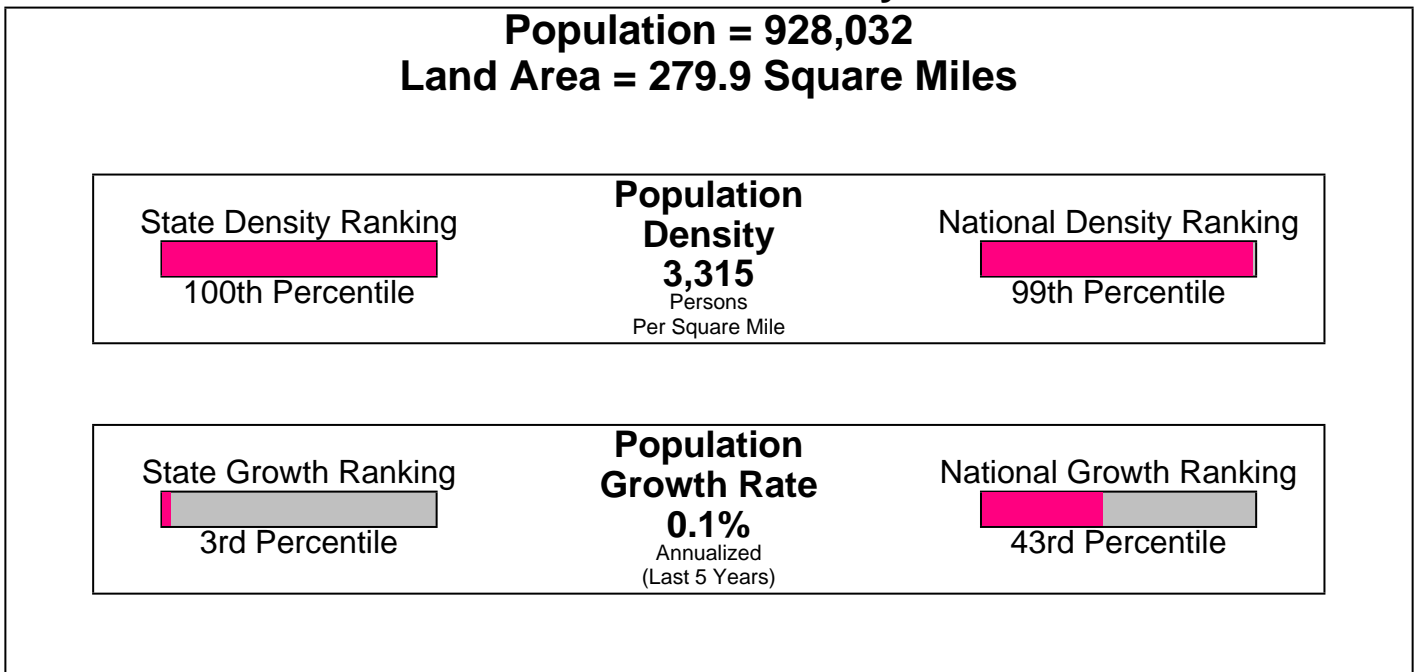 Population = 928,032
Land Area = 279.9 Square Miles
State Density Ranking
100th Percentile
Population
Density
3,315
Persons
Per Square Mile
National Density Ranking
99th Percentile
State Growth Ranking
3rd Percentile
Population
Growth Rate
0.1%
Annualized
(Last 5 Years)
National Growth Ranking
43rd Percentile